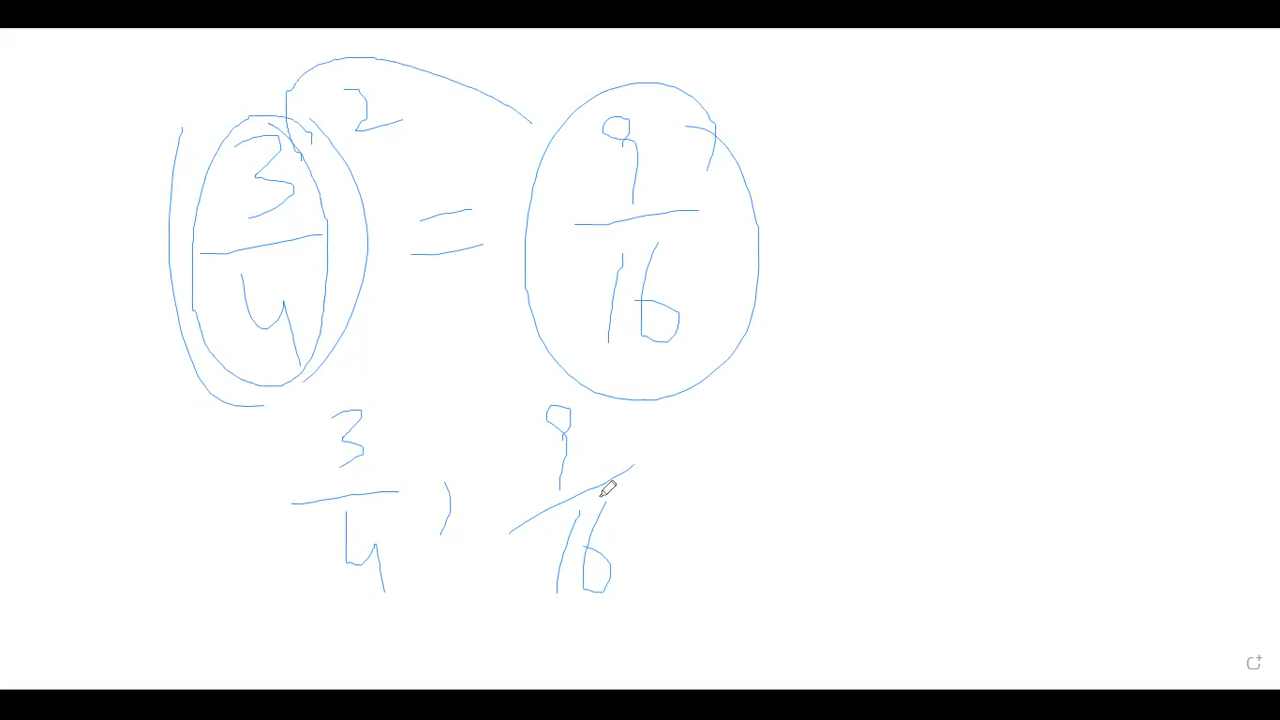 (3/4)² = 9/16
3/4 , 9/16